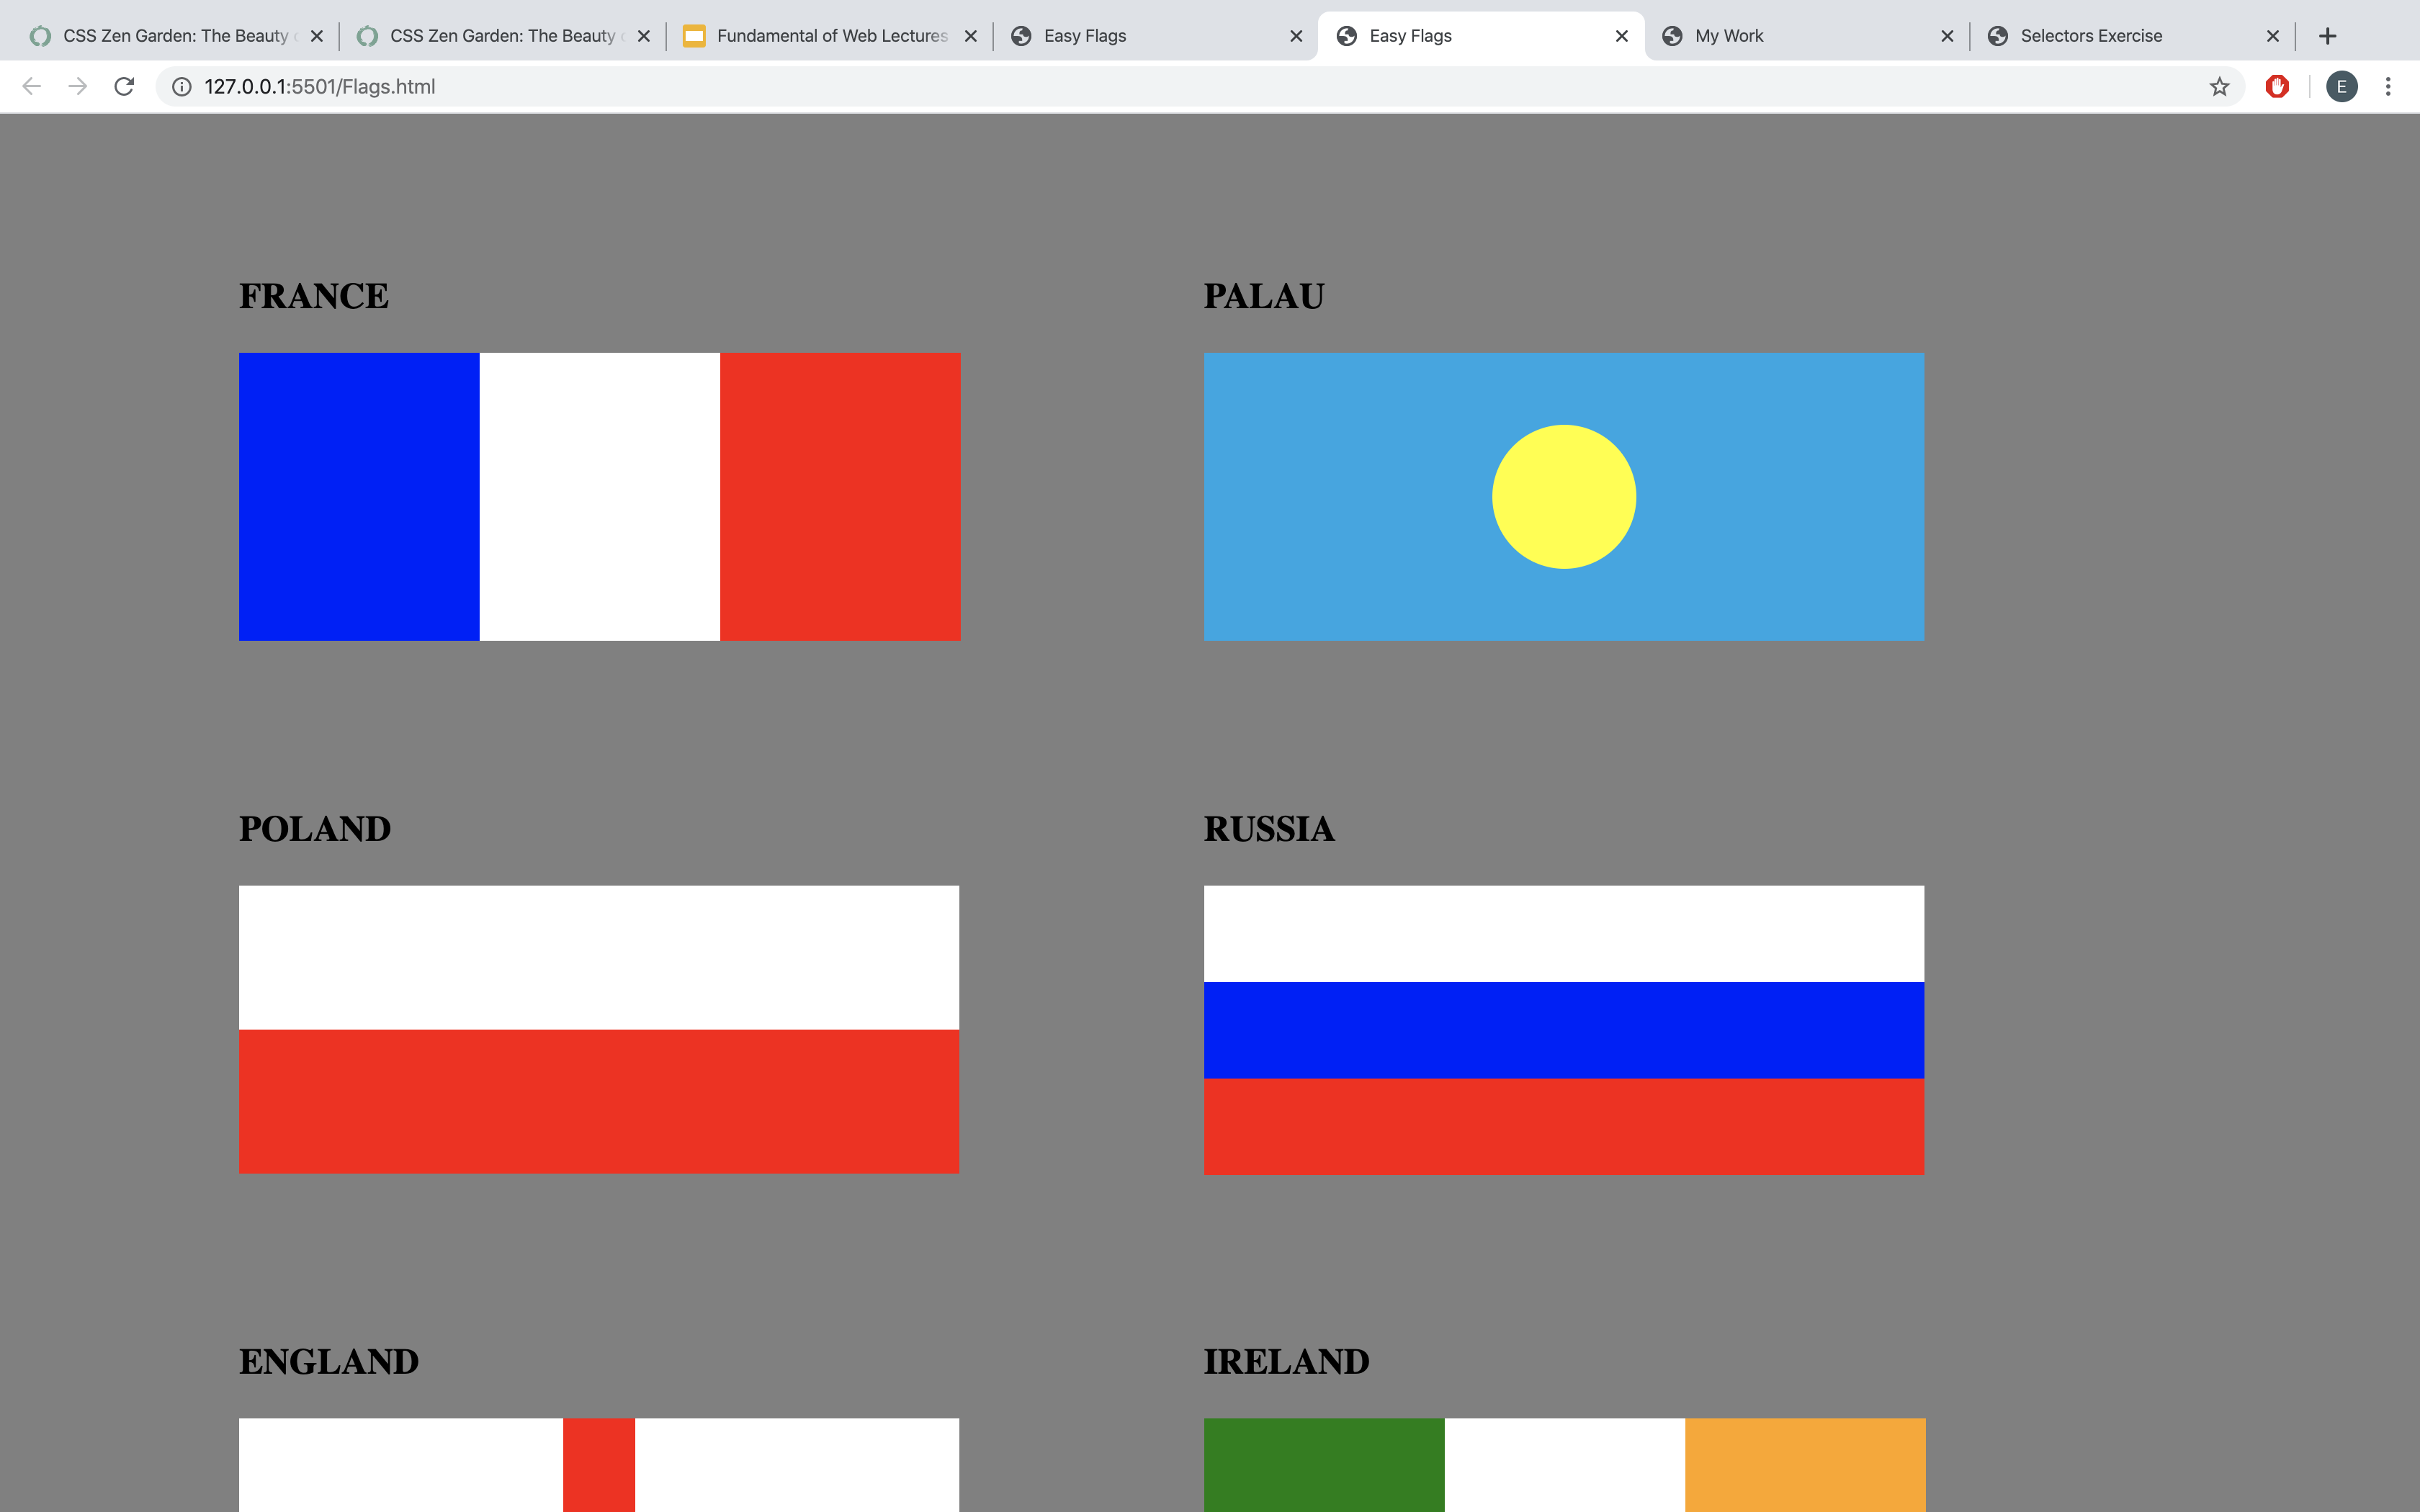 CSS Zen Garden: The Beauty
CSS Zen Garden: The Beauty
Fundamental of Web Lectures
Easy Flags
Easy Flags
My Work
Selectors Exercise
127.0.0.1:5501/Flags.html
E
FRANCE
PALAU
POLAND
RUSSIA
ENGLAND
IRELAND